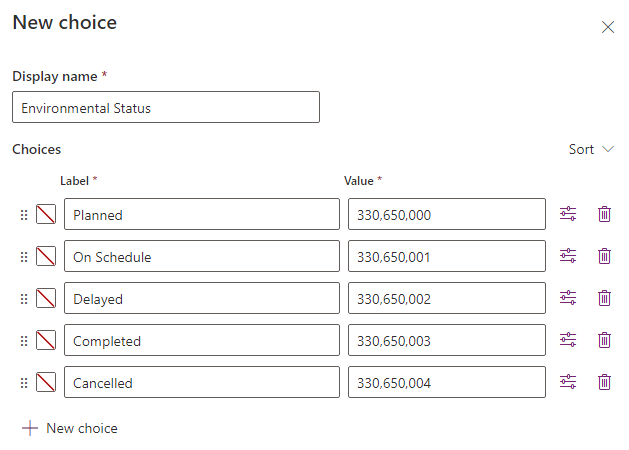 New choice
Display name *
Environmental Status
Choices
Sort
Label * Value *
Planned 330,650,000
On Schedule 330,650,001
Delayed 330,650,002
Completed 330,650,003
Cancelled 330,650,004
New choice